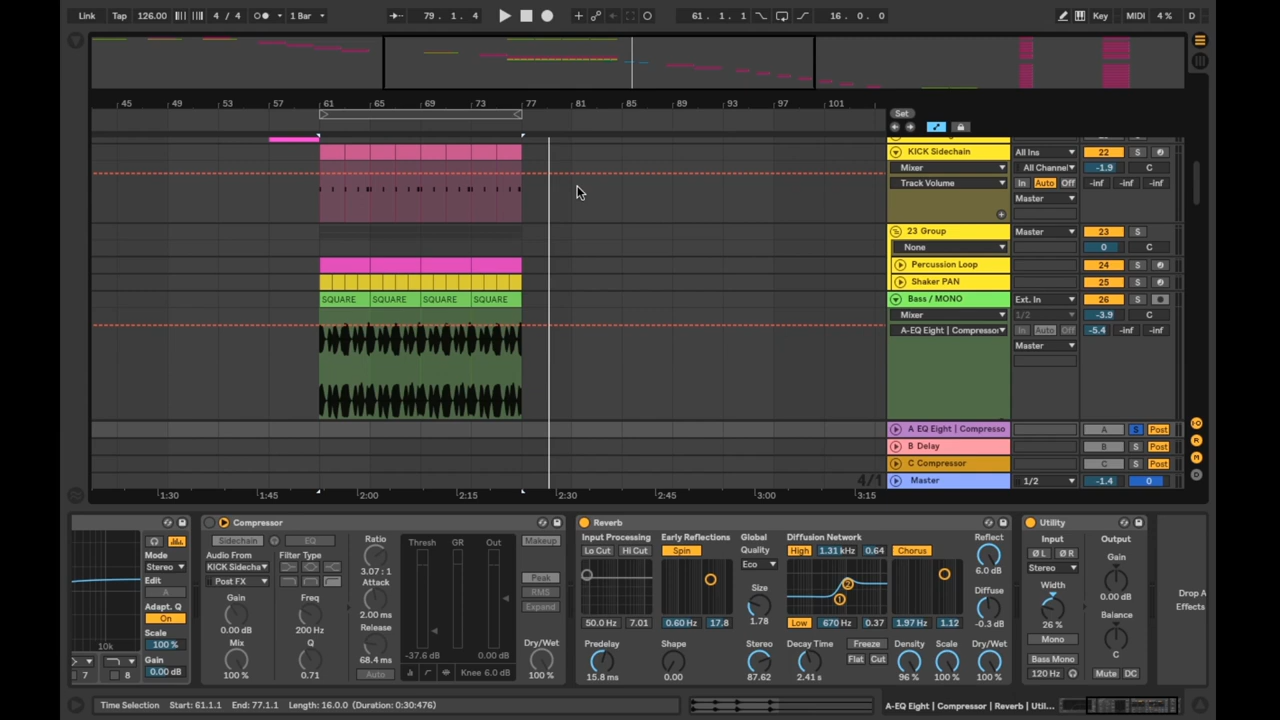 Link Tap 126.00 4 / 4 1 Bar 79. 1. 4 61. 1. 1 16. 0. 0 Key MIDI 4 % D
45 49 53 57 61 65 69 73 77 81 85 89 93 97 101
Set
KICK Sidechain All Ins 22 S
Mixer All Channe -1.9 C
Track Volume In Auto Off -inf -inf -inf
Master
23 Group Master 23 S
None 0 C
Percussion Loop 24 S
Shaker PAN 25 S
SQUARE SQUARE SQUARE SQUARE Bass / MONO Ext. In 26 S
Mixer 1/2 -3.9 C
A-EQ Eight | Compressor In Auto Off -5.4 -inf -inf
Master
A EQ Eight | Compresso A S Post
B Delay B S Post
C Compressor C S Post
4/1 Master 1/2 -1.4 0
1:30 1:45 2:00 2:15 2:30 2:45 3:00 3:15
Compressor
Mode
Stereo
Edit
A
Adapt. Q
On
Scale
100 %
Gain
0.00 dB
10k
7 8
Sidechain EQ
Audio From Filter Type
KICK Sidecha
Post FX
Gain Freq
0.00 dB 200 Hz
Mix Q
100 % 0.71
Ratio
3.07 : 1
Attack
2.00 ms
Release
68.4 ms
Auto
Thresh GR Out
-37.6 dB 0.00 dB
Knee 6.0 dB
Makeup
Peak
RMS
Expand
Dry/Wet
100 %
Reverb
Input Processing Early Reflections Global Diffusion Network Reflect
Lo Cut Hi Cut Spin Quality High 1.31 kHz 0.64 Chorus
Eco 6.0 dB
Size Diffuse
50.0 Hz 7.01 0.60 Hz 17.8 1.78 Low 670 Hz 0.37 1.97 Hz 1.12 -0.3 dB
Predelay Shape Stereo Decay Time Freeze Density Scale Dry/Wet
Flat Cut
15.8 ms 0.00 87.62 2.41 s 96 % 100 % 100 %
Utility
Input Output
Ø L Ø R Gain
Stereo
Width 0.00 dB
Balance
26 %
Mono
Bass Mono C
120 Hz Mute DC
Drop A
Effects
Time Selection Start: 61.1.1 End: 77.1.1 Length: 16.0.0 (Duration: 0:30:476) A-EQ Eight | Compressor | Reverb | Util...